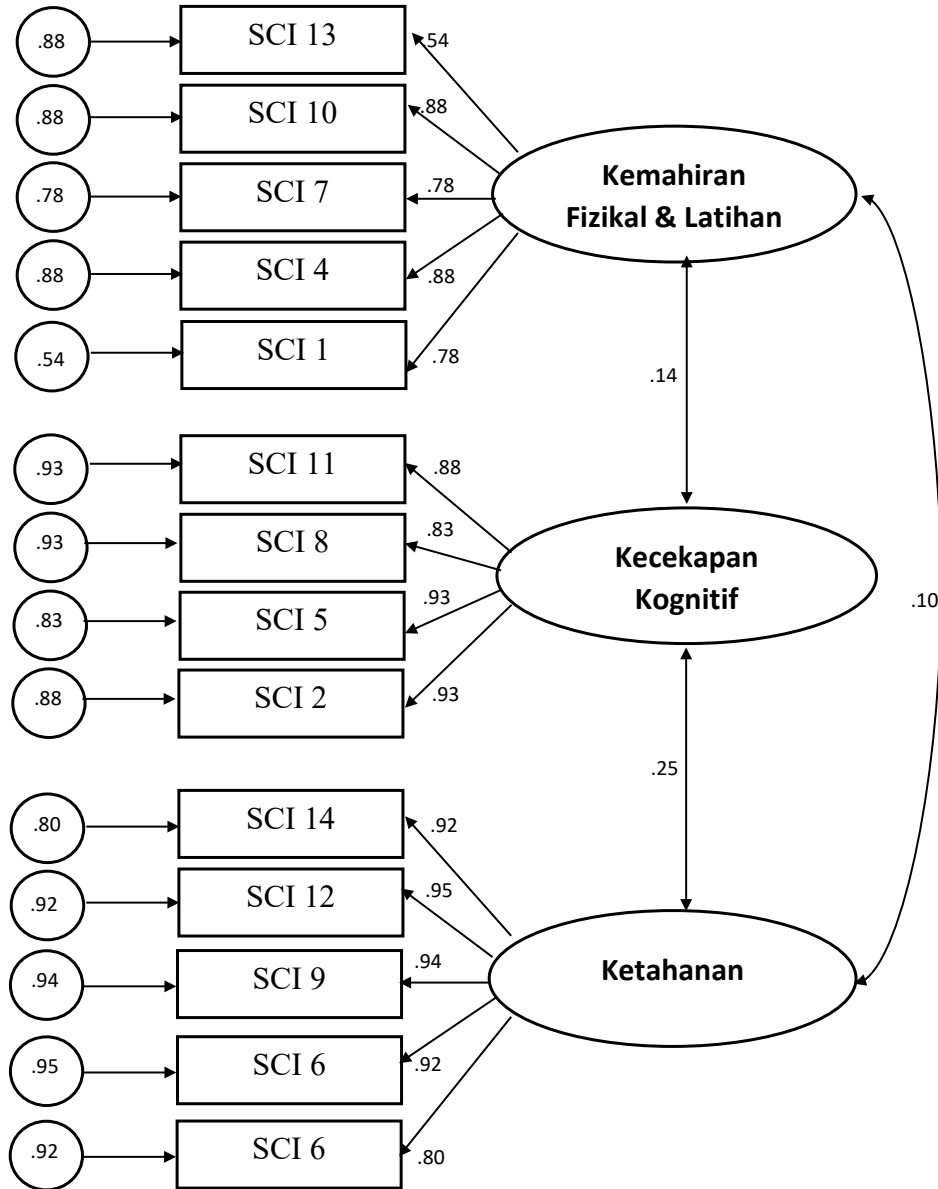 .88
SCI 13
.54
.88
SCI 10
.88
.78
SCI 7
.78
Kemahiran
Fizikal & Latihan
.88
SCI 4
.88
.54
SCI 1
.78
.14
.93
SCI 11
.88
.93
SCI 8
.83
Kecekapan
Kognitif
.83
SCI 5
.93
.10
.88
SCI 2
.93
.25
.80
SCI 14
.92
.92
SCI 12
.95
.94
SCI 9
.94
Ketahanan
.95
SCI 6
.92
.92
SCI 6
.80